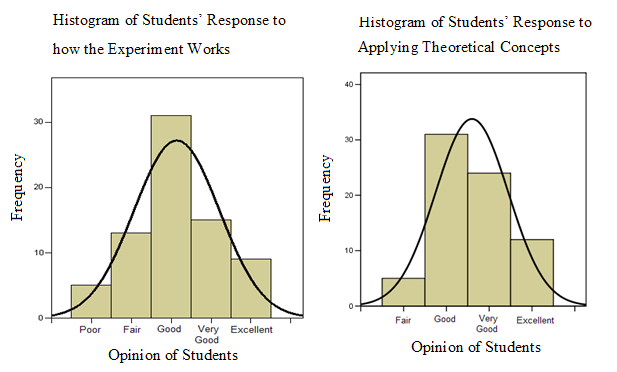 Histogram of Students' Response to
how the Experiment Works
Frequency
30
20
10
0
Poor Fair Good Very Good Excellent
Opinion of Students
Histogram of Students' Response to
Applying Theoretical Concepts
Frequency
40
30
20
10
0
Fair Good Very Good Excellent
Opinion of Students